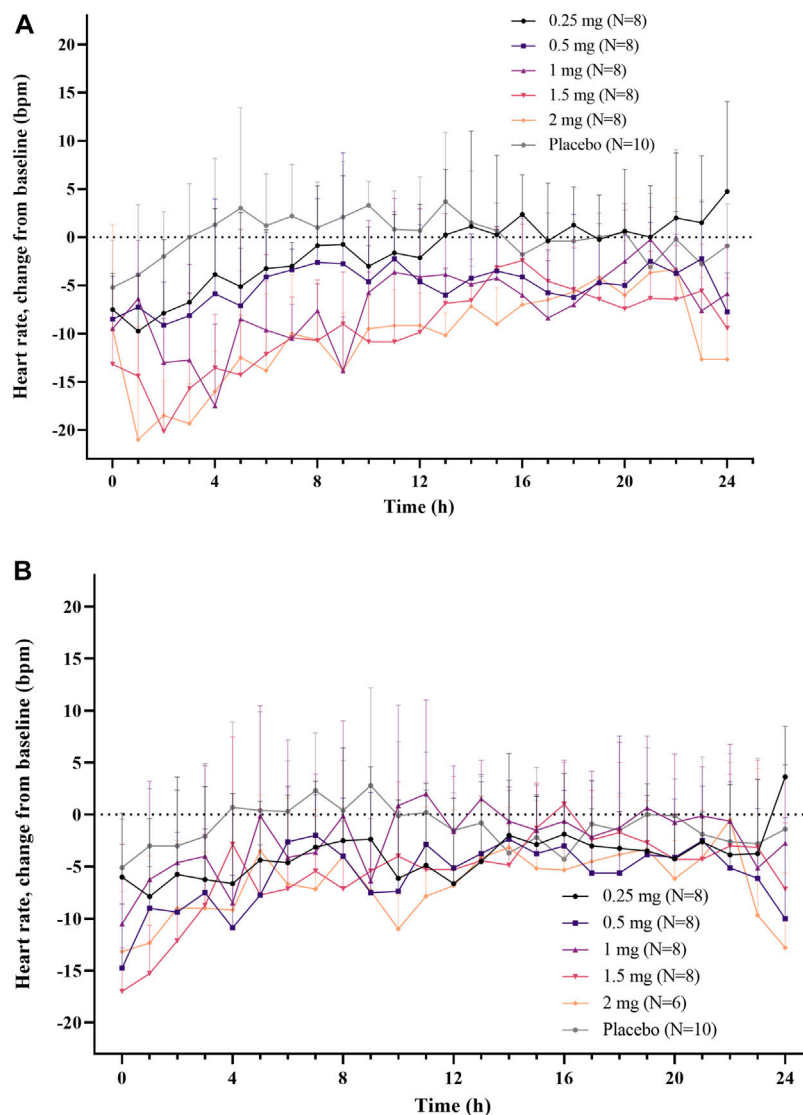 A
Heart rate, change from baseline (bpm)
20
15
10
5
0
-5
-10
-15
-20
0.25 mg (N=8)
0.5 mg (N=8)
1 mg (N=8)
1.5 mg (N=8)
2 mg (N=8)
Placebo (N=10)
0 4 8 12 16 20 24
Time (h)
B
Heart rate, change from baseline (bpm)
20
15
10
5
0
-5
-10
-15
-20
0.25 mg (N=8)
0.5 mg (N=8)
1 mg (N=8)
1.5 mg (N=8)
2 mg (N=6)
Placebo (N=10)
0 4 8 12 16 20 24
Time (h)